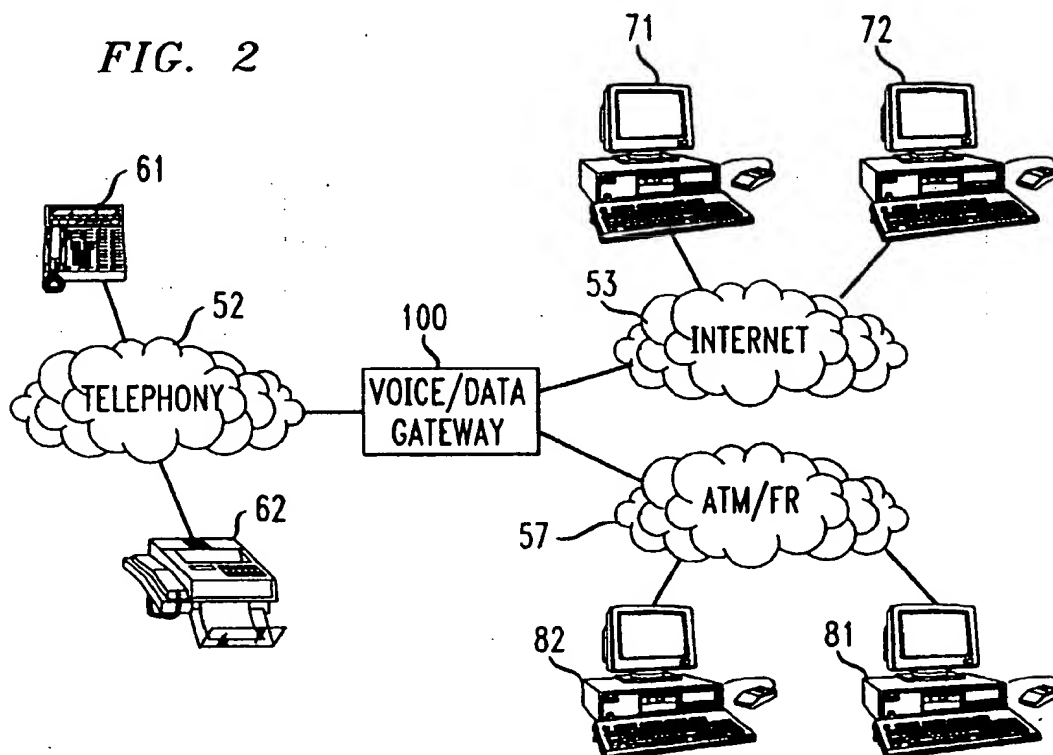 FIG. 2
71
72
61
52
53
100
INTERNET
TELEPHONY
VOICE/DATA
GATEWAY
62
ATM/FR
57
82
81